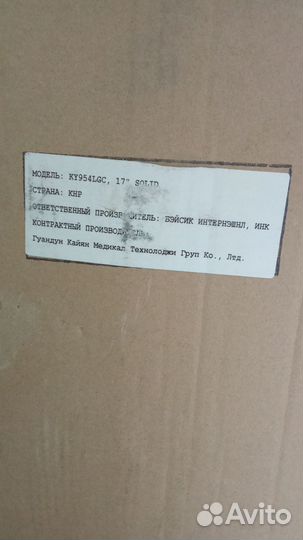 МОДЕЛЬ: KY954LGC, 17" SOLID
СТРАНА: КНР
ОТВЕТСТВЕННЫЙ ПРОИЗВОДИТЕЛЬ: БЭЙСИК ИНТЕРНЭШНЛ, ИНК
КОНТРАКТНЫЙ ПРОИЗВОДИТЕЛЬ:
Гуандун Кайян Медикал Технолоджи Груп Ко., Лтд.
Avito